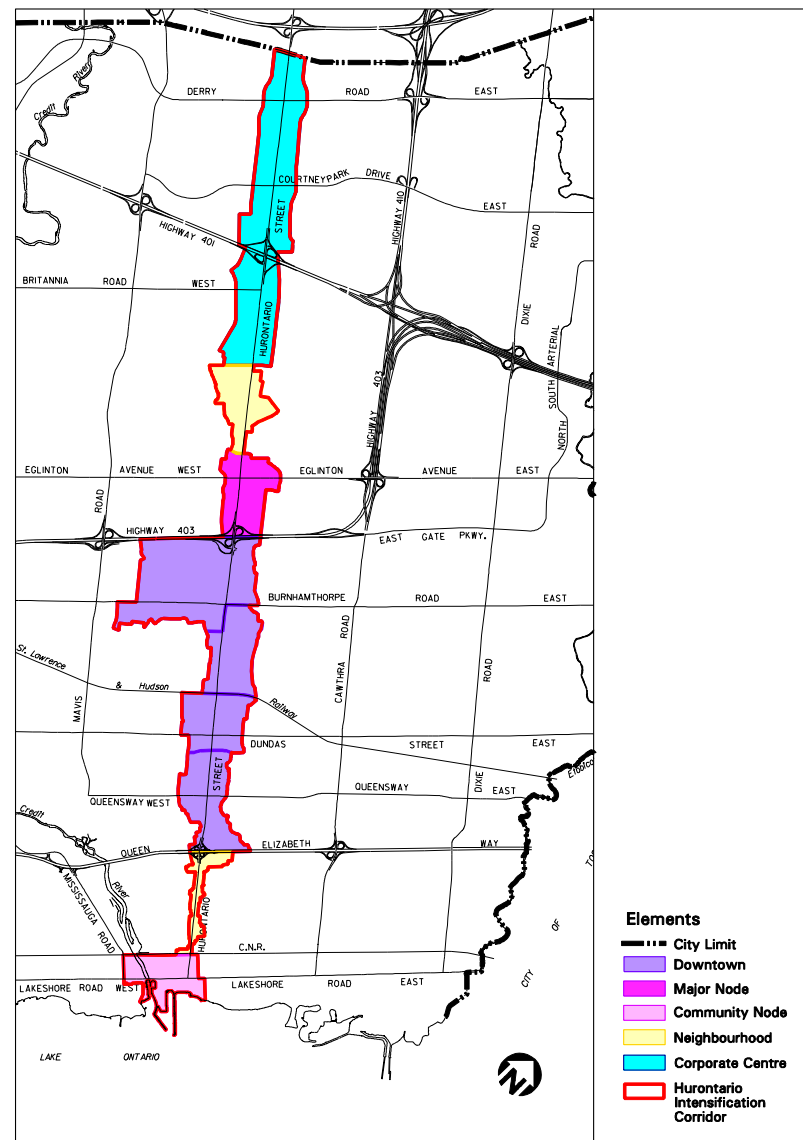 Credit
River
DERRY ROAD EAST
COURTNEYPARK DRIVE EAST
HIGHWAY 410
STREET
HIGHWAY 401
ROAD
BRITANNIA ROAD WEST
HURONTARIO
DIXIE
SOUTH ARTERIAL
HIGHWAY 403
NORTH
EGLINTON AVENUE WEST
EGLINTON AVENUE EAST
ROAD
HIGHWAY 403
EAST GATE PKWY.
BURNHAMTHORPE ROAD EAST
ROAD
St. Lawrence & Hudson Railway
ROAD
CAWTHRA
MAVIS
DUNDAS STREET EAST
STREET
DIXIE
QUEENSWAY WEST
QUEENSWAY EAST
Credit
River
QUEEN ELIZABETH WAY
MISSISSAUGA ROAD
HURONTARIO
C.N.R.
CITY OF
LAKESHORE ROAD WEST
LAKESHORE ROAD EAST
LAKE ONTARIO
N
Elements
City Limit
Downtown
Major Node
Community Node
Neighbourhood
Corporate Centre
Hurontario
Intensification
Corridor